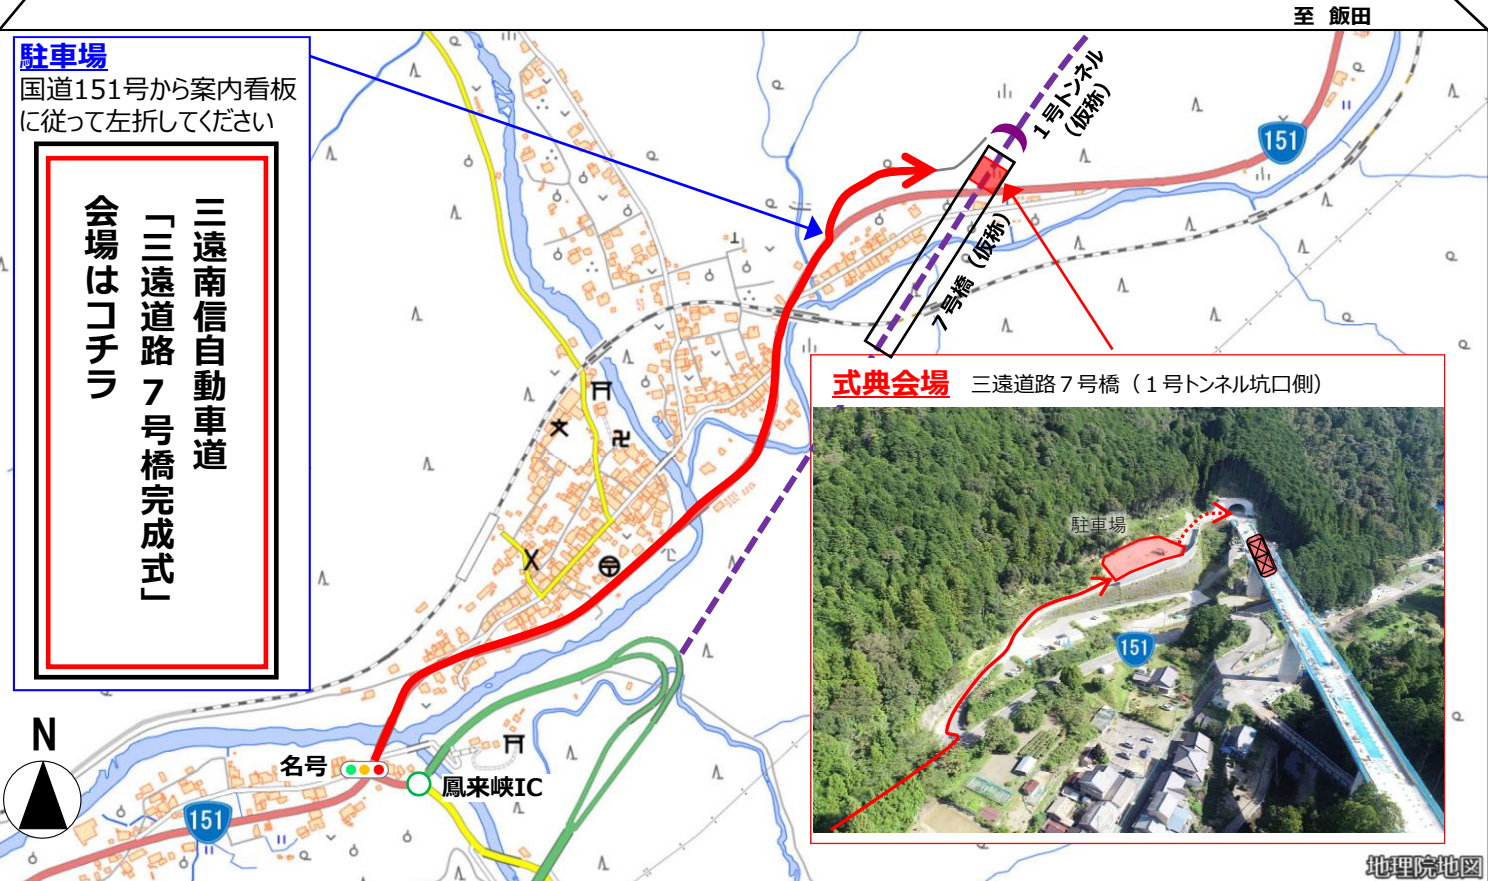 至 飯田
駐車場
国道151号から案内看板
に従って左折してください
三遠南信自動車道
「三遠道路７号橋完成式」
会場はコチラ
１号トンネル
（仮称）
151
７号橋（仮称）
式典会場 三遠道路７号橋（１号トンネル坑口側）
駐車場
151
N
名号
鳳来峡IC
151
地理院地図